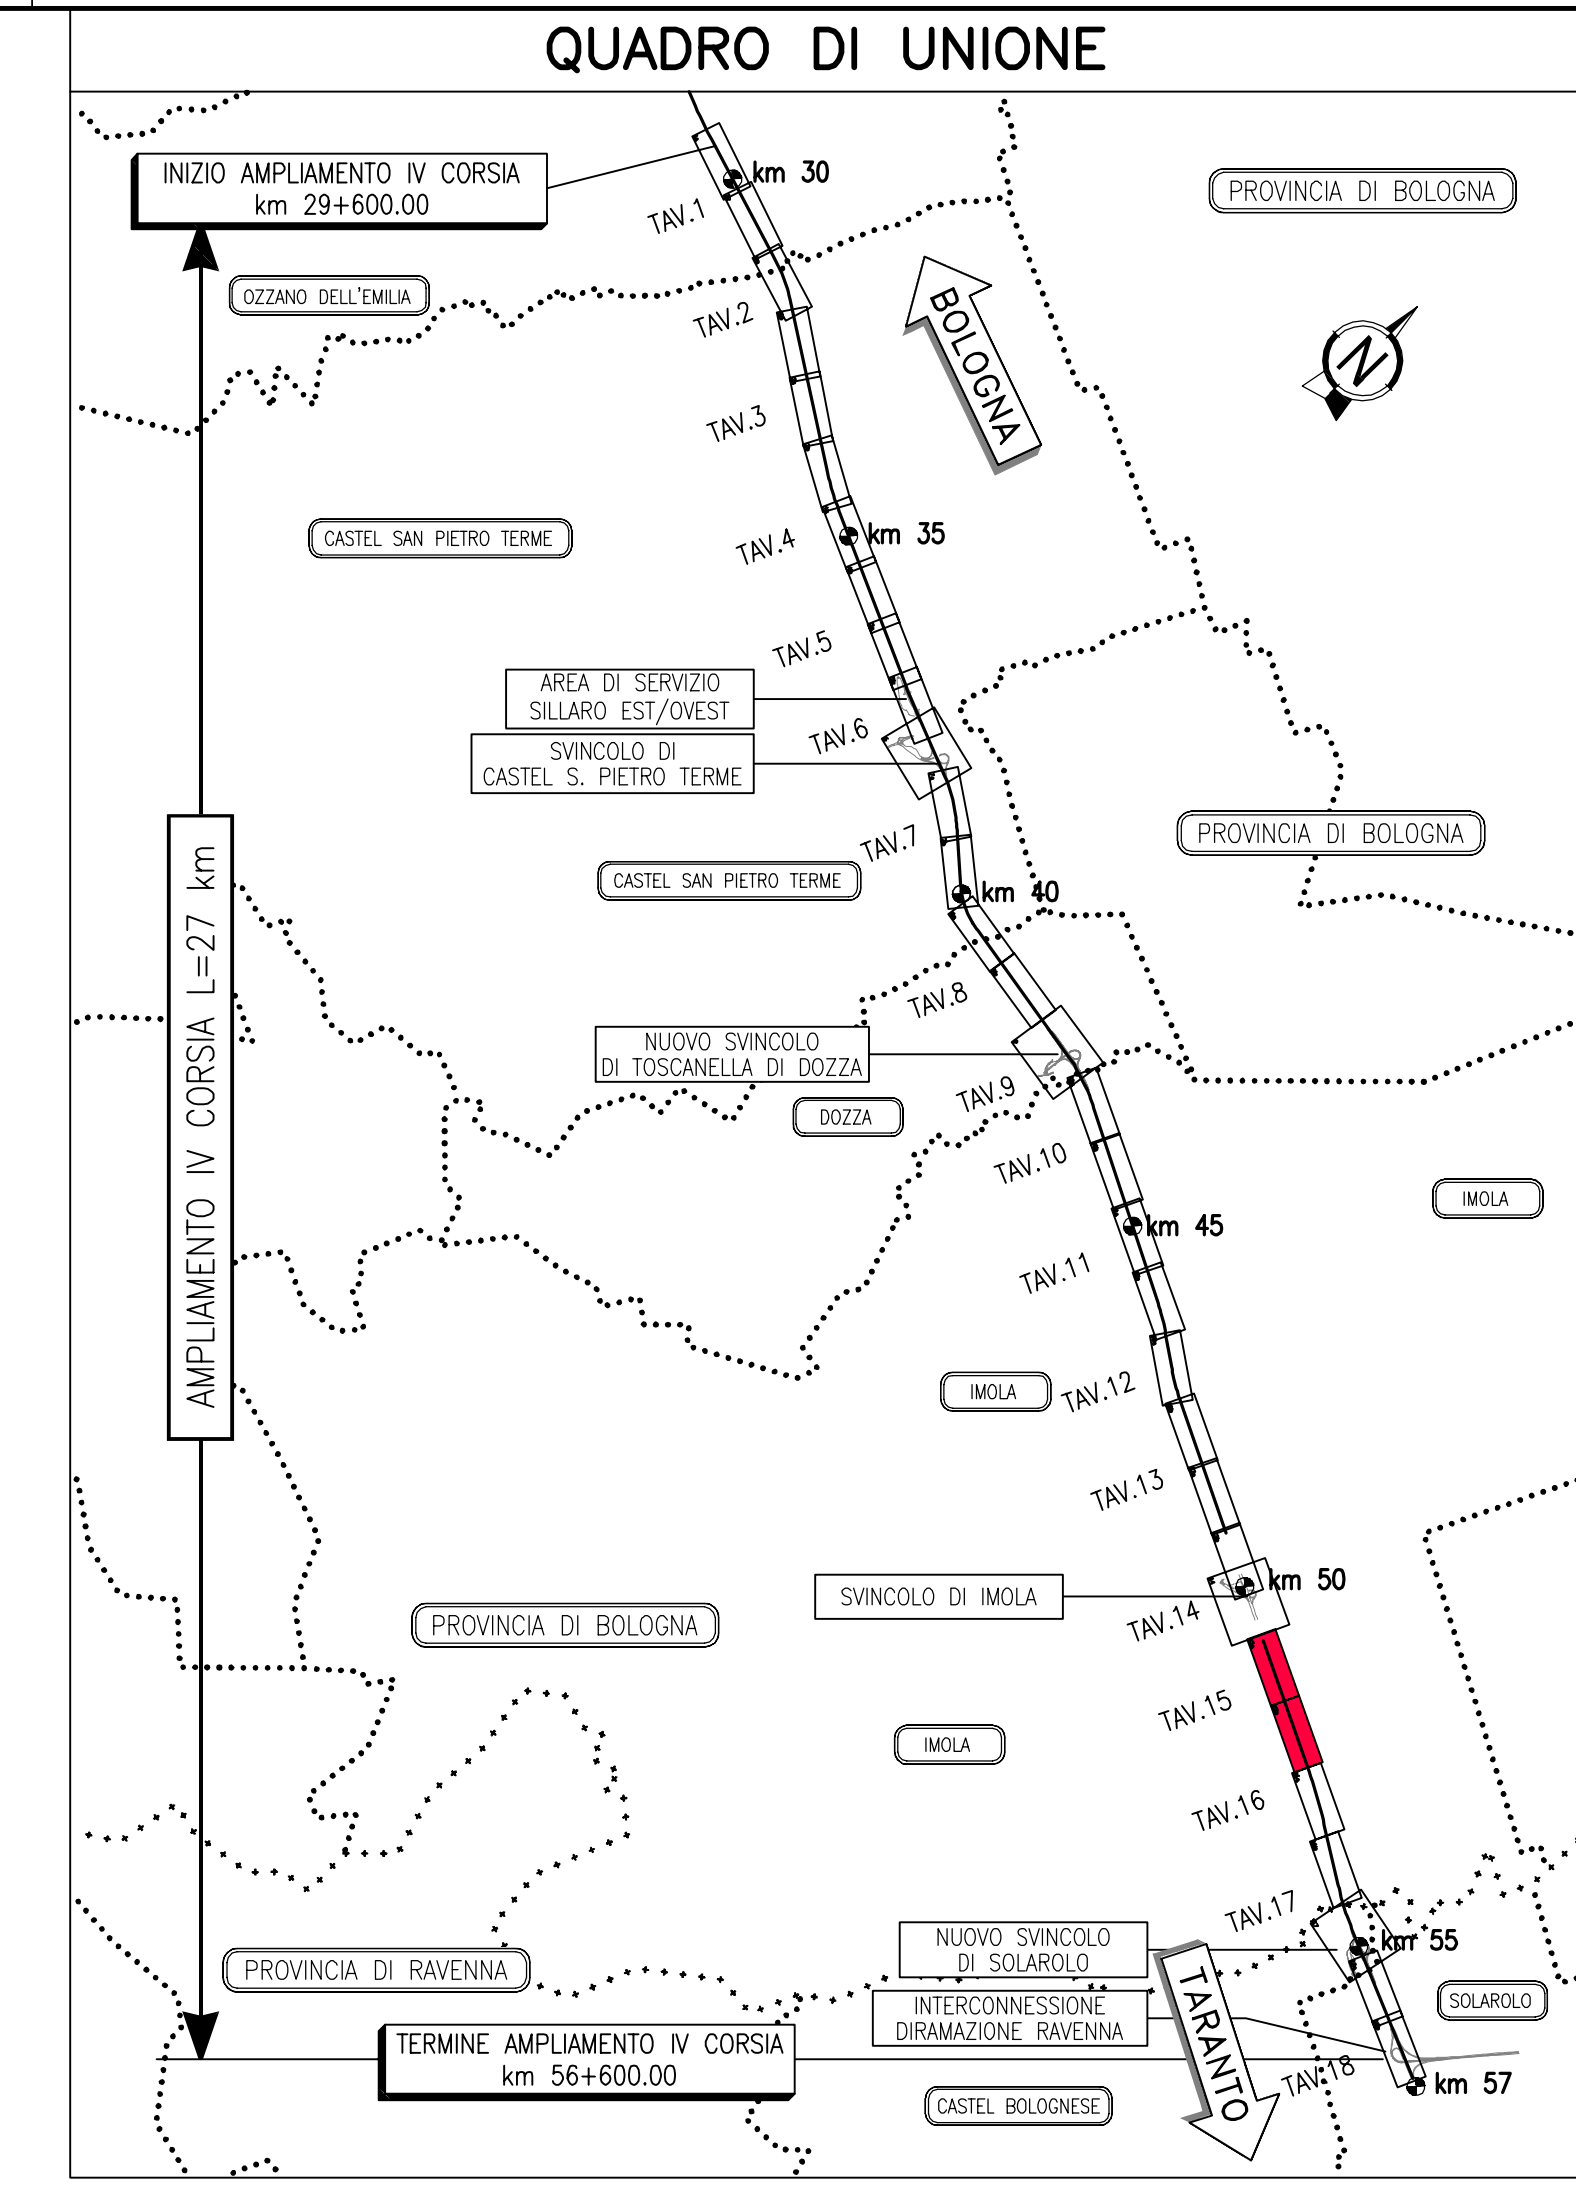 QUADRO DI UNIONE
INIZIO AMPLIAMENTO IV CORSIA
km 29+600.00
km 30
PROVINCIA DI BOLOGNA
TAV.1
OZZANO DELL'EMILIA
TAV.2
BOLOGNA
N
TAV.3
CASTEL SAN PIETRO TERME
TAV.4
km 35
TAV.5
AREA DI SERVIZIO
SILLARO EST/OVEST
TAV.6
SVINCOLO DI
CASTEL S. PIETRO TERME
PROVINCIA DI BOLOGNA
TAV.7
CASTEL SAN PIETRO TERME
km 40
AMPLIAMENTO IV CORSIA L=27 km
TAV.8
NUOVO SVINCOLO
DI TOSCANELLA DI DOZZA
TAV.9
DOZZA
TAV.10
IMOLA
km 45
TAV.11
IMOLA
TAV.12
TAV.13
km 50
SVINCOLO DI IMOLA
TAV.14
PROVINCIA DI BOLOGNA
TAV.15
IMOLA
TAV.16
TAV.17
NUOVO SVINCOLO
DI SOLAROLO
km 55
PROVINCIA DI RAVENNA
SOLAROLO
INTERCONNESSIONE
DIRAMAZIONE RAVENNA
TARANTO
TERMINE AMPLIAMENTO IV CORSIA
km 56+600.00
TAV.18
km 57
CASTEL BOLOGNESE